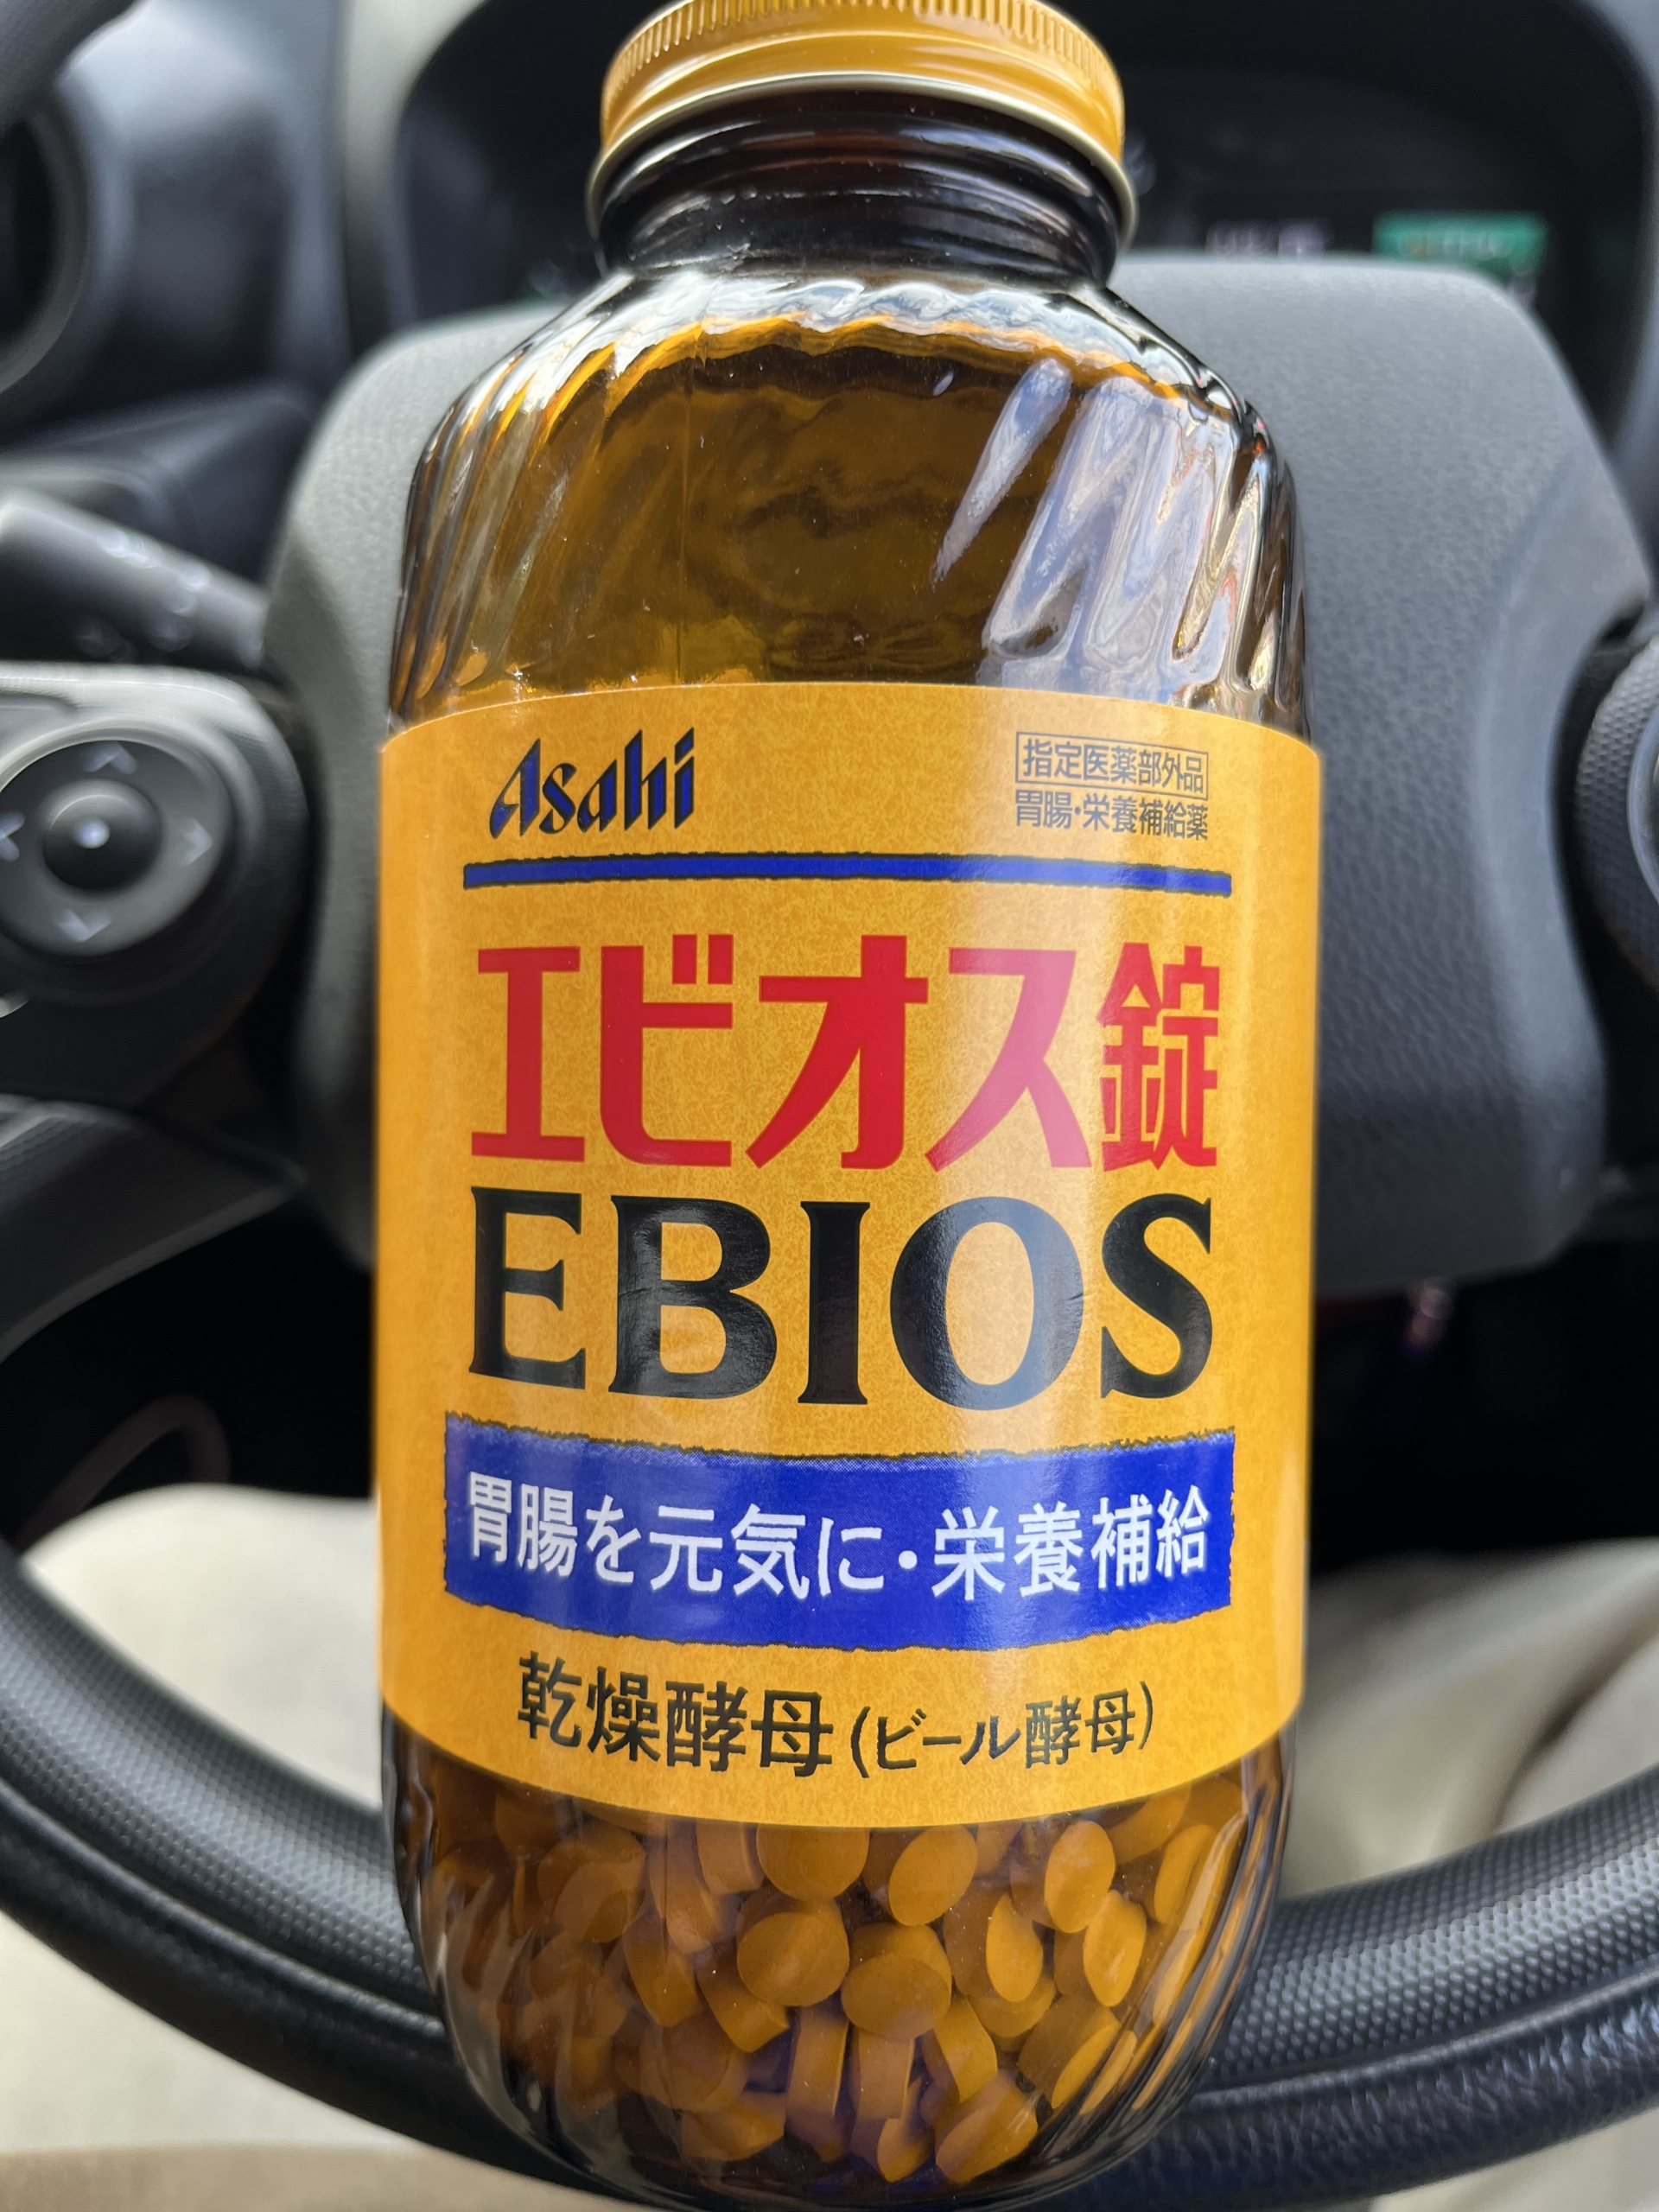 Asahi
指定医薬部外品
胃腸・栄養補給薬
エビオス錠
EBIOS
胃腸を元気に・栄養補給
乾燥酵母(ビール酵母)